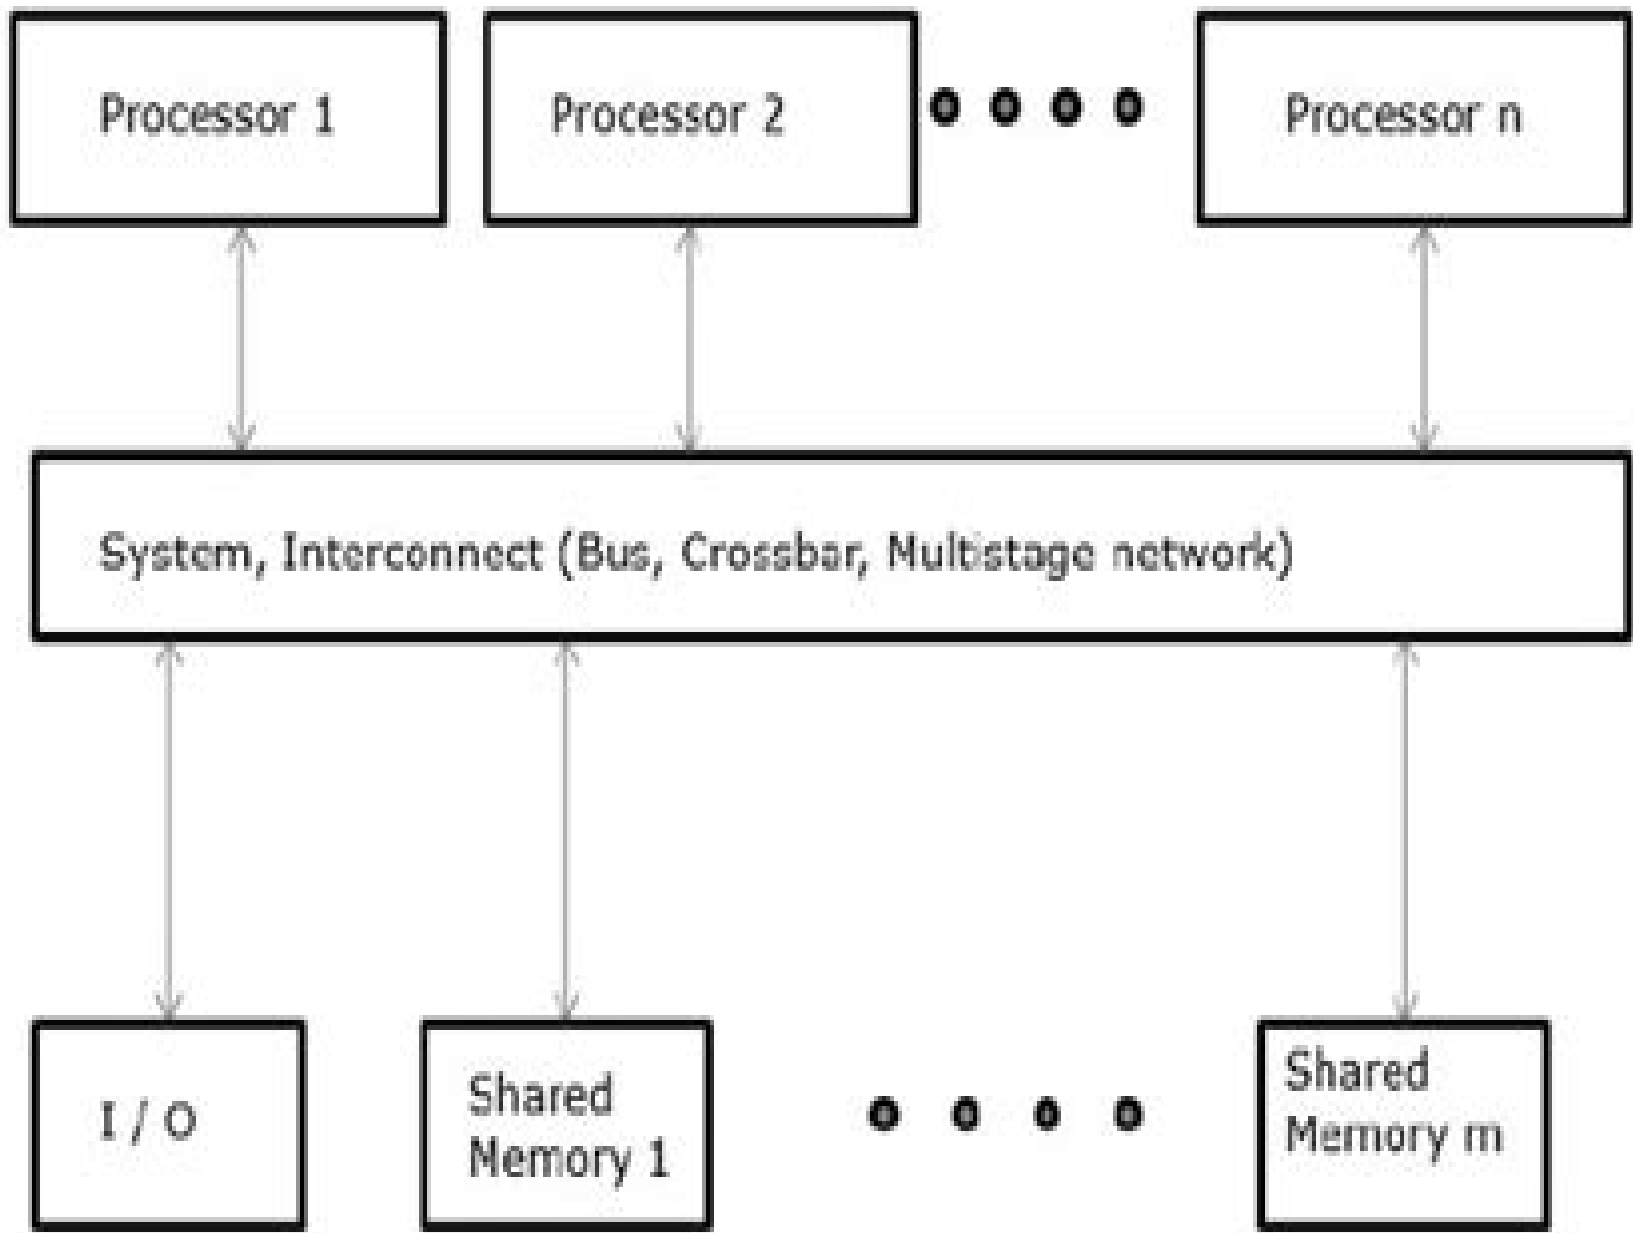 Processor 1
Processor 2
Processor n
System, Interconnect (Bus, Crossbar, Multistage network)
I / O
Shared
Memory 1
Shared
Memory m